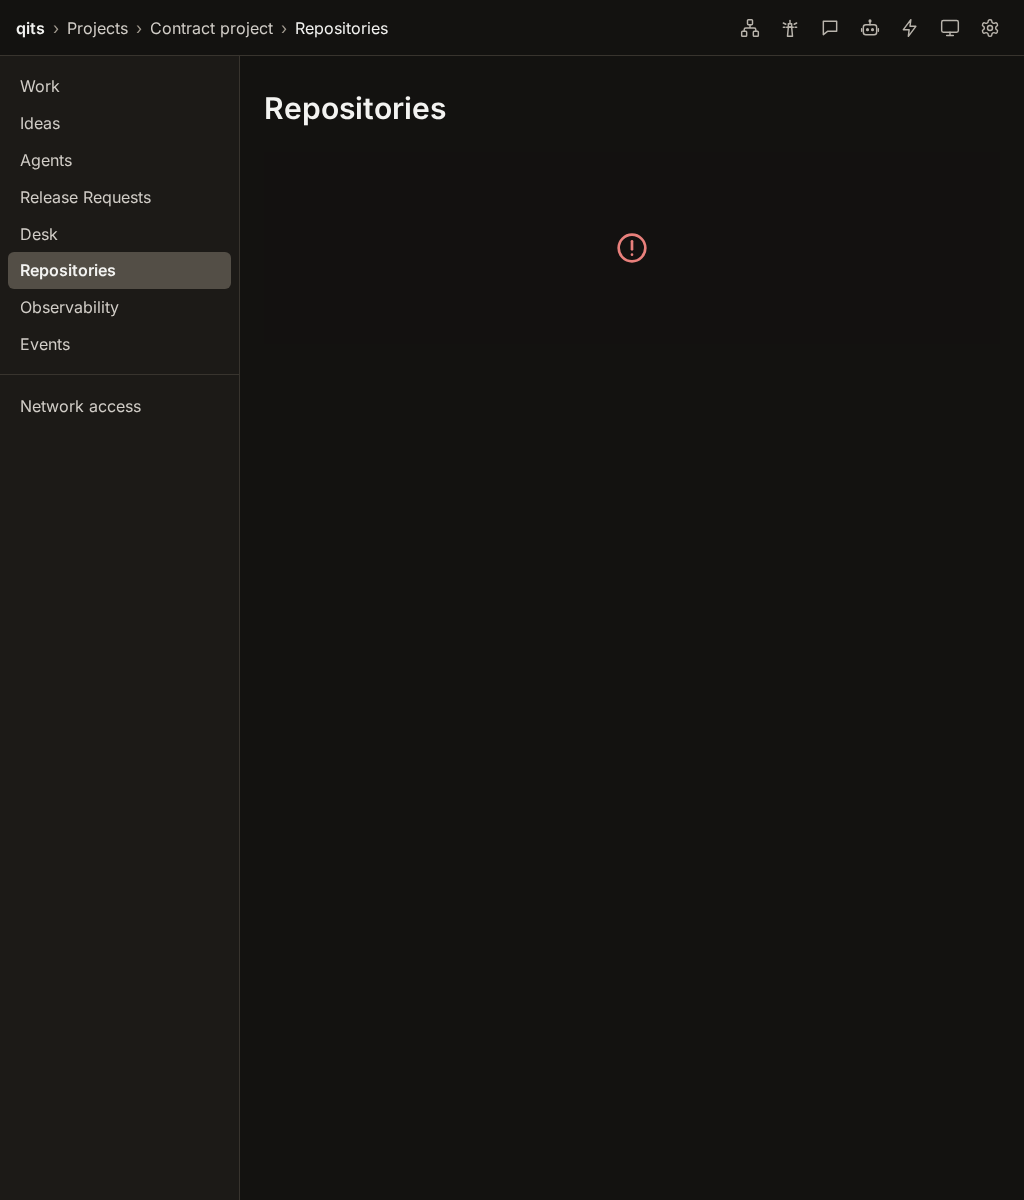 qits › Projects › Contract project › Repositories
Work
Ideas
Agents
Release Requests
Desk
Repositories
Observability
Events
Network access
Repositories